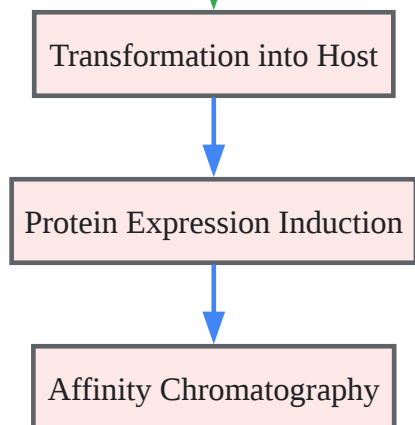 Transformation into Host
Protein Expression Induction
Affinity Chromatography